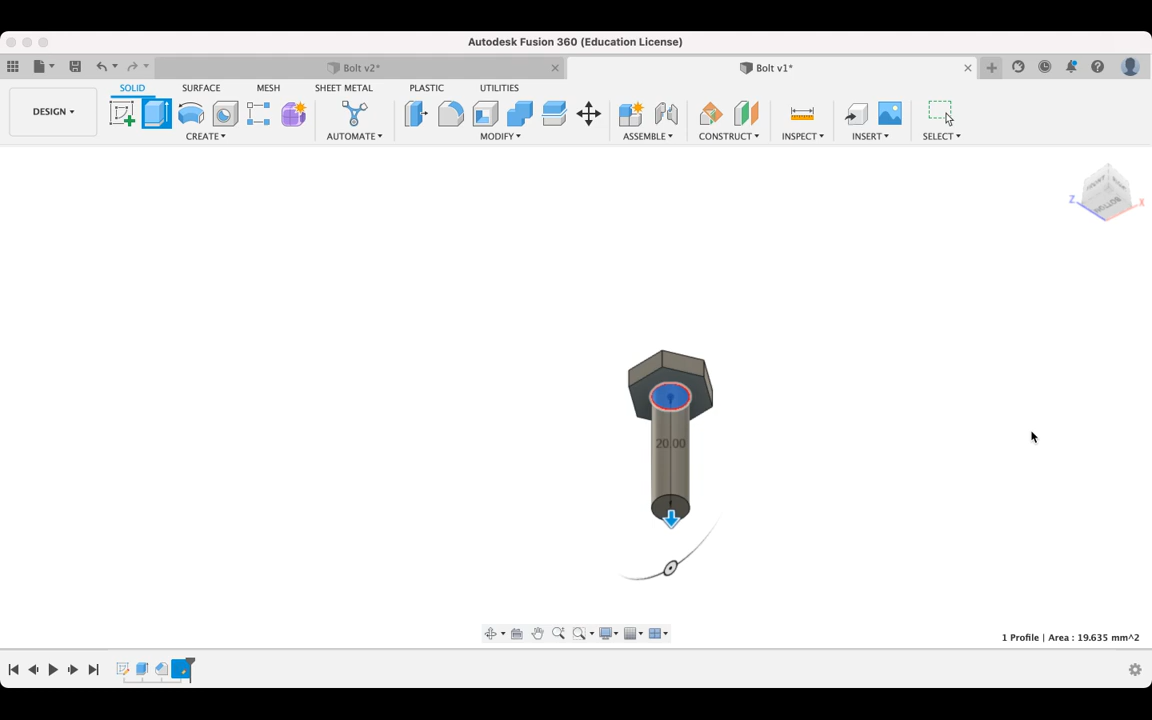 Autodesk Fusion 360 (Education License)
Bolt v2*
Bolt v1*
SOLID SURFACE MESH SHEET METAL PLASTIC UTILITIES
DESIGN
CREATE AUTOMATE MODIFY ASSEMBLE CONSTRUCT INSPECT INSERT SELECT
Z
X
BOTTOM
20.00
1 Profile | Area : 19.635 mm^2